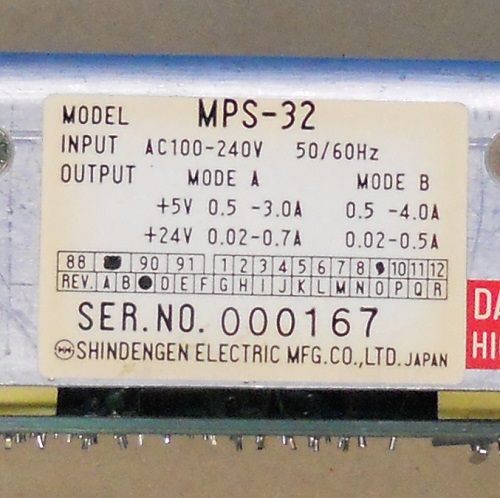 MODEL MPS-32
INPUT AC100-240V 50/60Hz
OUTPUT MODE A MODE B
+5V 0.5 -3.0A 0.5 -4.0A
+24V 0.02-0.7A 0.02-0.5A
88 90 91 1 2 3 4 5 6 7 8 10 11 12
REV. A B D E F G H I J K L M N O P Q R
SER.NO. 000167
SHINDENGEN ELECTRIC MFG.CO.,LTD. JAPAN
DA
HI